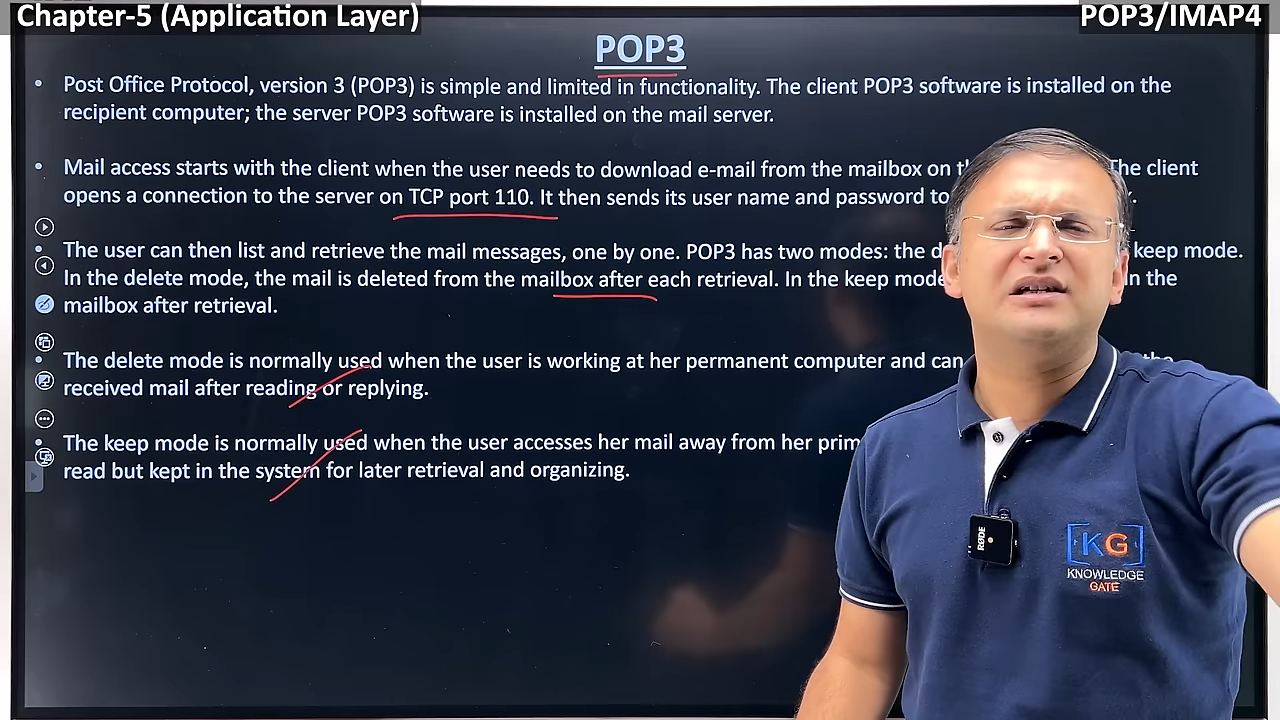 Chapter-5 (Application Layer)
POP3/IMAP4
POP3
• Post Office Protocol, version 3 (POP3) is simple and limited in functionality. The client POP3 software is installed on the
recipient computer; the server POP3 software is installed on the mail server.
• Mail access starts with the client when the user needs to download e-mail from the mailbox on The client
opens a connection to the server on TCP port 110. It then sends its user name and password to
• The user can then list and retrieve the mail messages, one by one. POP3 has two modes: the keep mode.
In the delete mode, the mail is deleted from the mailbox after each retrieval. In the keep mode in the
mailbox after retrieval.
• The delete mode is normally used when the user is working at her permanent computer and can the
received mail after reading or replying.
• The keep mode is normally used when the user accesses her mail away from her
read but kept in the system for later retrieval and organizing.
RØDE
KG
KNOWLEDGE
GATE